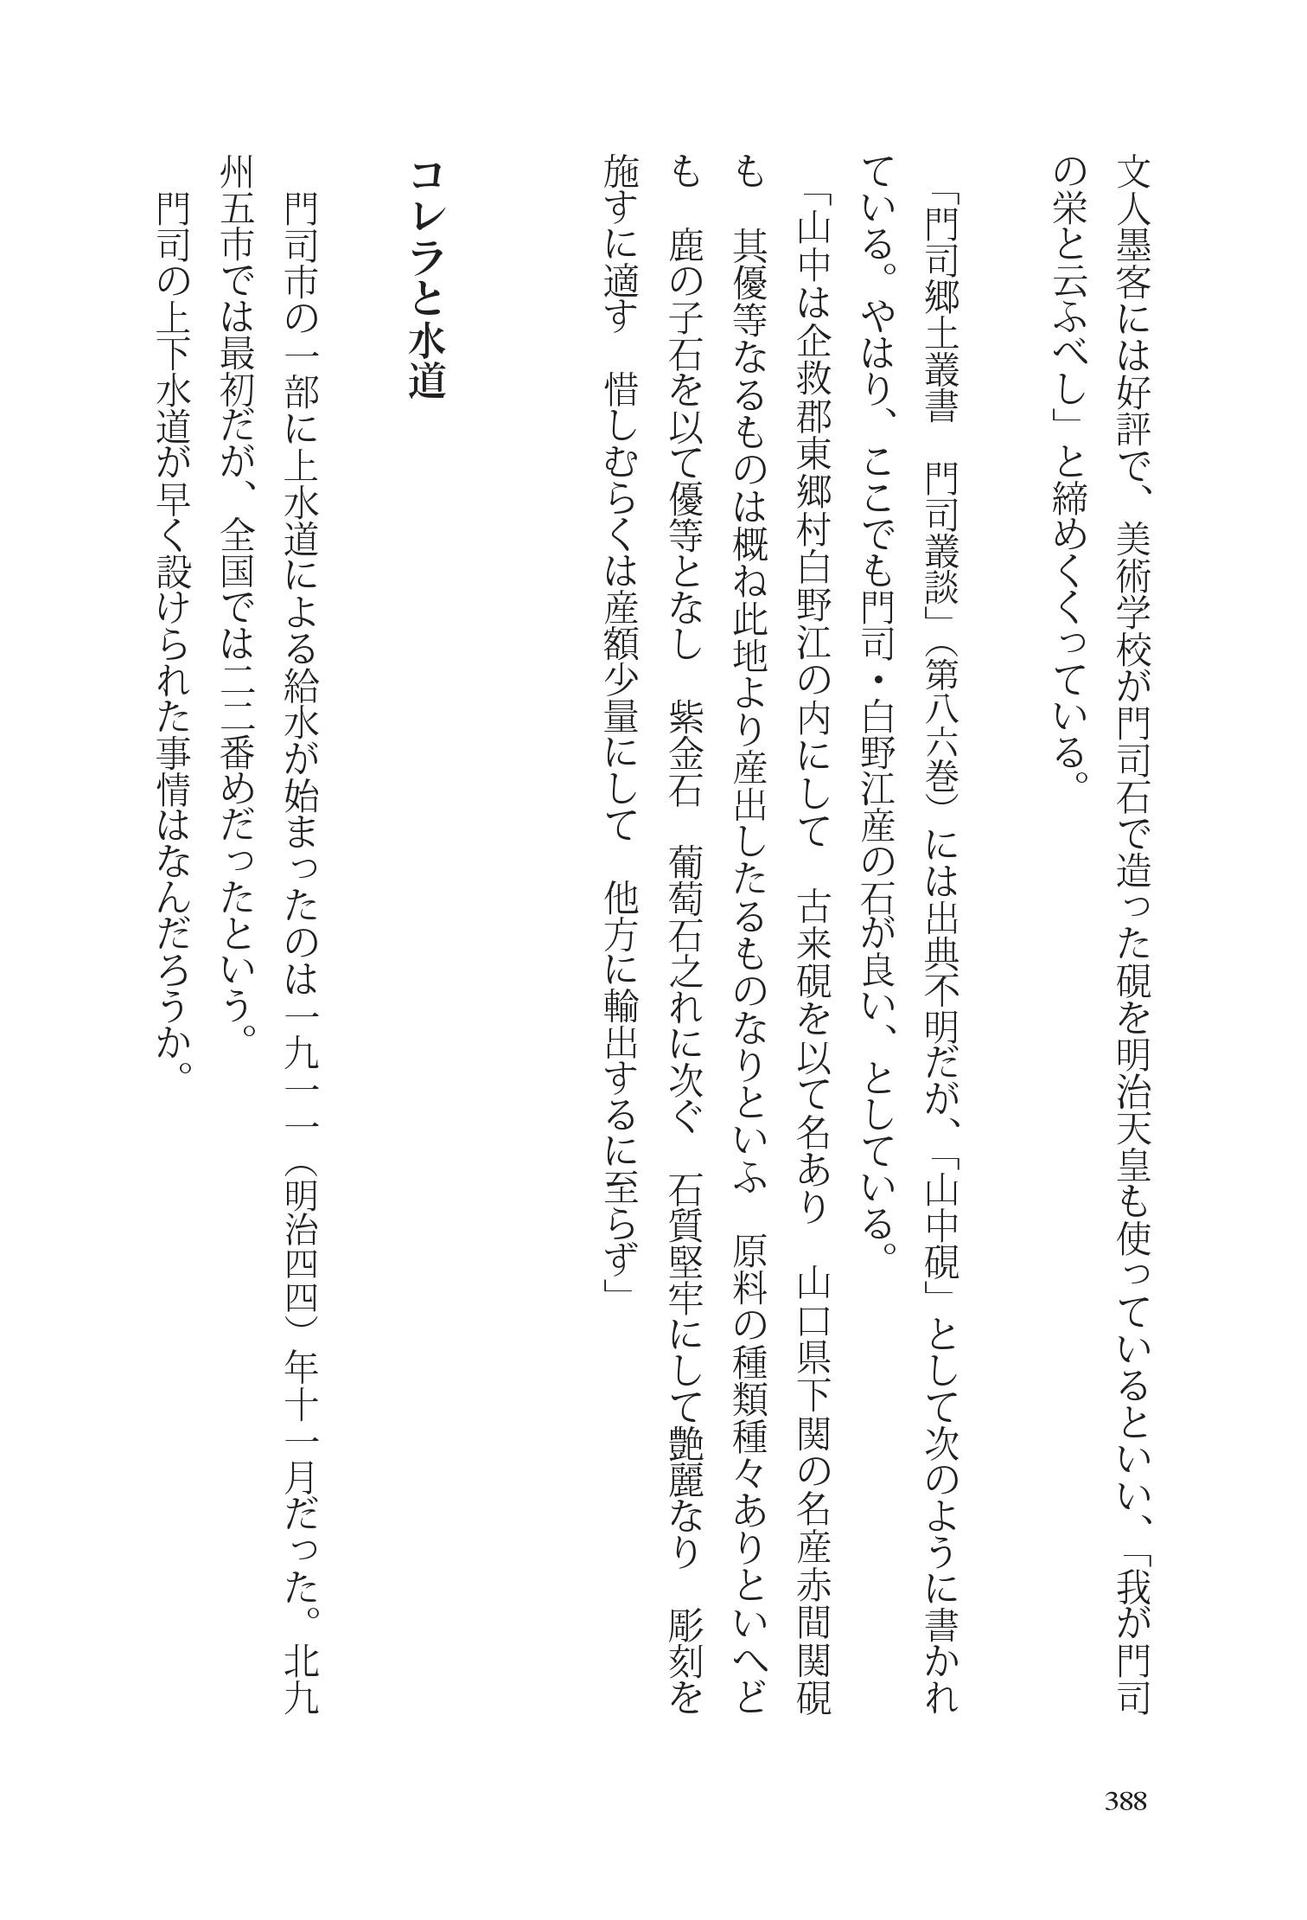 文人墨客には好評で、美術学校が門司石で造った硯を明治天皇も使っているといい、「我が門司
の栄と云ふべし」と締めくくっている。
「門司郷土叢書　門司叢談」（第八六巻）には出典不明だが、「山中硯」として次のように書かれ
ている。やはり、ここでも門司・白野江産の石が良い、としている。
「山中は企救郡東郷村白野江の内にして　古来硯を以て名あり　山口県下関の名産赤間関硯
も　其優等なるものは概ね此地より産出したるものなりといふ　原料の種類種々ありといへど
も　鹿の子石を以て優等となし　紫金石　葡萄石之れに次ぐ　石質堅牢にして艶麗なり　彫刻を
施すに適す　惜しむらくは産額少量にして　他方に輸出するに至らず」
コレラと水道
門司市の一部に上水道による給水が始まったのは一九一一（明治四四）年十一月だった。北九
州五市では最初だが、全国では二二番めだったという。
門司の上下水道が早く設けられた事情はなんだろうか。
388